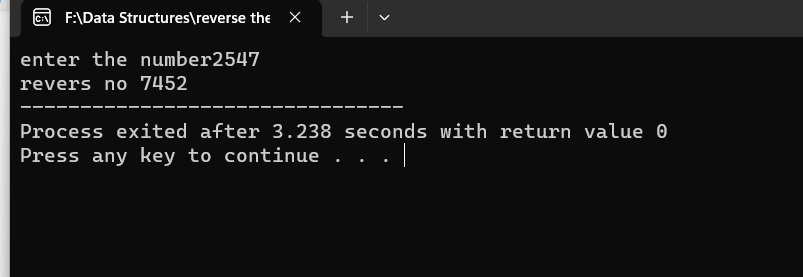 F:\Data Structures\reverse the
enter the number2547
revers no 7452
--------------------------------
Process exited after 3.238 seconds with return value 0
Press any key to continue . . .